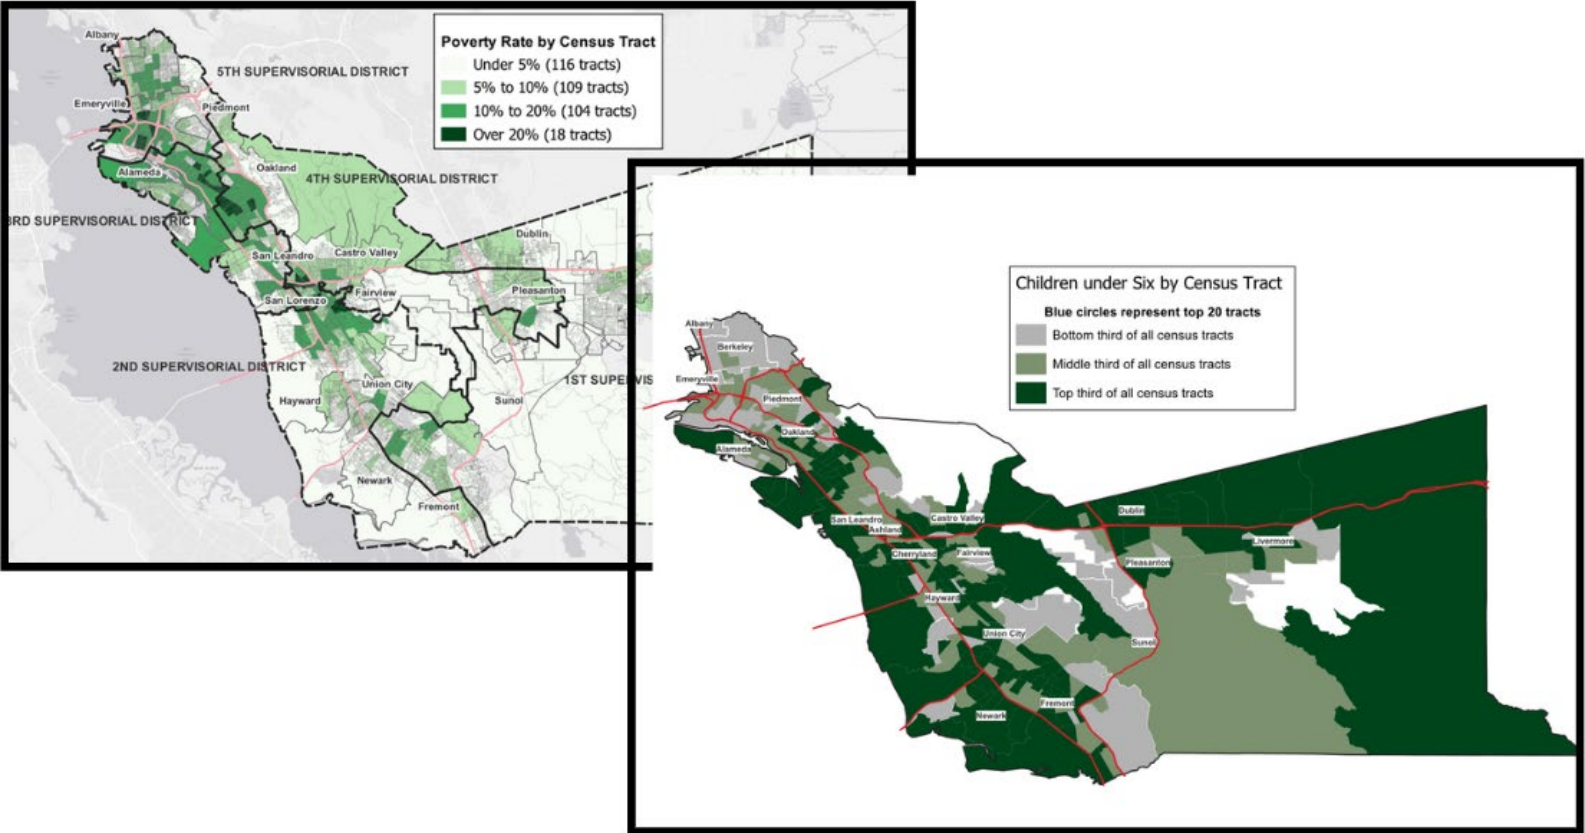 Albany
5TH SUPERVISORIAL DISTRICT
Emeryville
Piedmont
Oakland
4TH SUPERVISORIAL DISTRICT
Alameda
3RD SUPERVISORIAL DISTRICT
San Leandro
Castro Valley
Dublin
San Lorenzo
Fairview
Pleasanton
2ND SUPERVISORIAL DISTRICT
Union City
1ST SUPERVIS
Hayward
Sunol
Newark
Fremont
Poverty Rate by Census Tract
Under 5% (116 tracts)
5% to 10% (109 tracts)
10% to 20% (104 tracts)
Over 20% (18 tracts)
Children under Six by Census Tract
Blue circles represent top 20 tracts
Bottom third of all census tracts
Middle third of all census tracts
Top third of all census tracts
Albany
Berkeley
Emeryville
Piedmont
Oakland
Alameda
San Leandro
Castro Valley
Dublin
Ashland
Livermore
Cherryland
Fairview
Pleasanton
Hayward
Union City
Sunol
Fremont
Newark